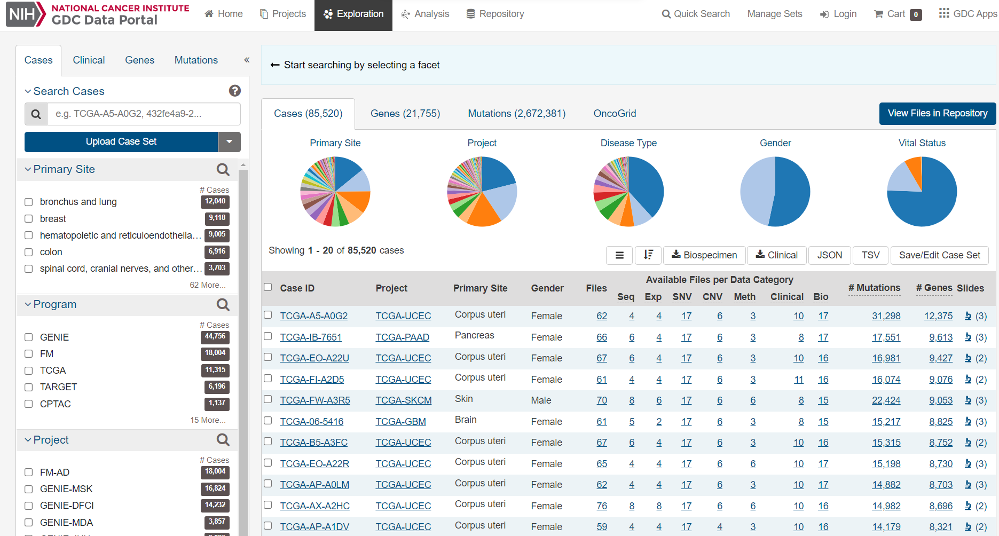 NIH NATIONAL CANCER INSTITUTE
GDC Data Portal
Home Projects Exploration Analysis Repository Quick Search Manage Sets Login Cart 0 GDC Apps
Cases Clinical Genes Mutations «
Search Cases ?
e.g. TCGA-A5-A0G2, 432fe4a9-2...
Upload Case Set
Primary Site
# Cases
bronchus and lung 12,040
breast 9,118
hematopoietic and reticuloendothelia... 9,005
colon 6,916
spinal cord, cranial nerves, and other... 3,703
62 More...
Program
# Cases
GENIE 44,756
FM 18,004
TCGA 11,315
TARGET 6,196
CPTAC 1,137
15 More...
Project
# Cases
FM-AD 18,004
GENIE-MSK 16,824
GENIE-DFCI 14,232
GENIE-MDA 3,857
Start searching by selecting a facet
Cases (85,520) Genes (21,755) Mutations (2,672,381) OncoGrid View Files in Repository
Primary Site Project Disease Type Gender Vital Status
Showing 1 - 20 of 85,520 cases
Biospecimen Clinical JSON TSV Save/Edit Case Set
Case ID Project Primary Site Gender Files Available Files per Data Category # Mutations # Genes Slides
Seq Exp SNV CNV Meth Clinical Bio
TCGA-A5-A0G2 TCGA-UCEC Corpus uteri Female 62 4 4 17 6 3 10 17 31,298 12,375 (3)
TCGA-IB-7651 TCGA-PAAD Pancreas Female 66 6 4 17 6 3 8 17 17,551 9,613 (3)
TCGA-EO-A22U TCGA-UCEC Corpus uteri Female 67 6 4 17 6 3 10 16 16,981 9,427 (2)
TCGA-FI-A2D5 TCGA-UCEC Corpus uteri Female 61 4 4 17 6 3 11 16 16,074 9,076 (2)
TCGA-FW-A3R5 TCGA-SKCM Skin Male 70 8 6 17 6 6 8 15 22,424 9,053 (3)
TCGA-06-5416 TCGA-GBM Brain Female 61 5 2 17 6 3 8 15 15,217 8,825 (3)
TCGA-B5-A3FC TCGA-UCEC Corpus uteri Female 67 6 4 17 6 3 10 16 15,315 8,752 (2)
TCGA-EO-A22R TCGA-UCEC Corpus uteri Female 65 4 4 17 6 6 10 17 15,198 8,730 (3)
TCGA-AP-A0LM TCGA-UCEC Corpus uteri Female 62 4 4 17 6 3 10 17 14,882 8,703 (3)
TCGA-AX-A2HC TCGA-UCEC Corpus uteri Female 76 8 8 17 6 6 10 16 14,982 8,696 (2)
TCGA-AP-A1DV TCGA-UCEC Corpus uteri Female 59 4 4 17 4 3 10 16 14,179 8,321 (2)